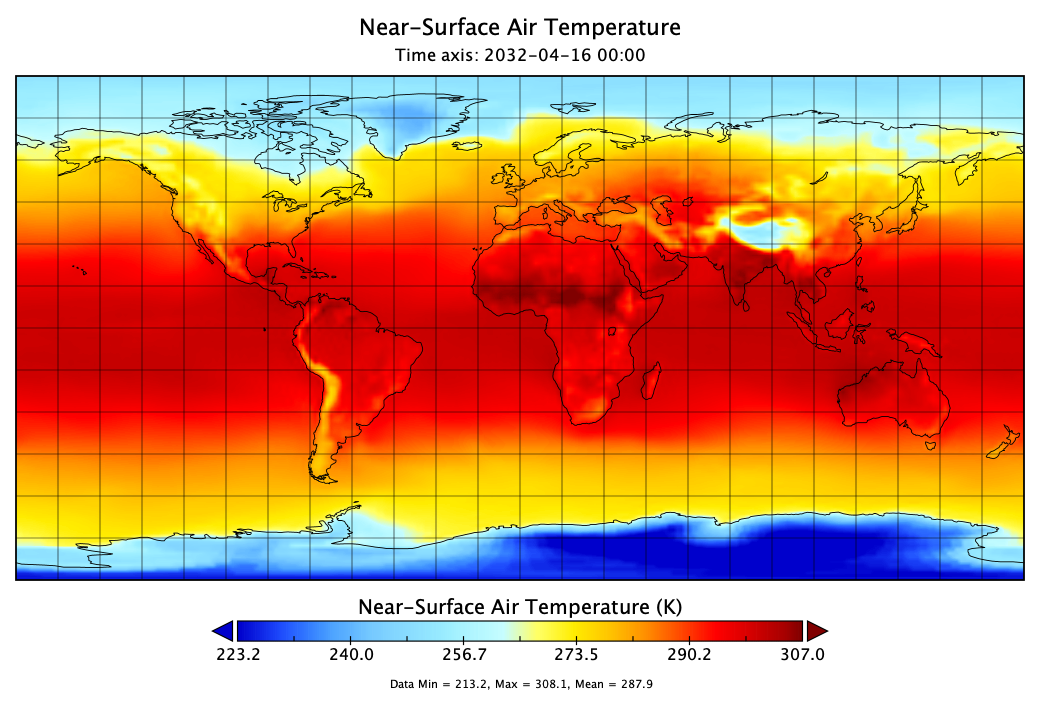 Near-Surface Air Temperature
Time axis: 2032-04-16 00:00
Near-Surface Air Temperature (K)
223.2 240.0 256.7 273.5 290.2 307.0
Data Min = 213.2, Max = 308.1, Mean = 287.9